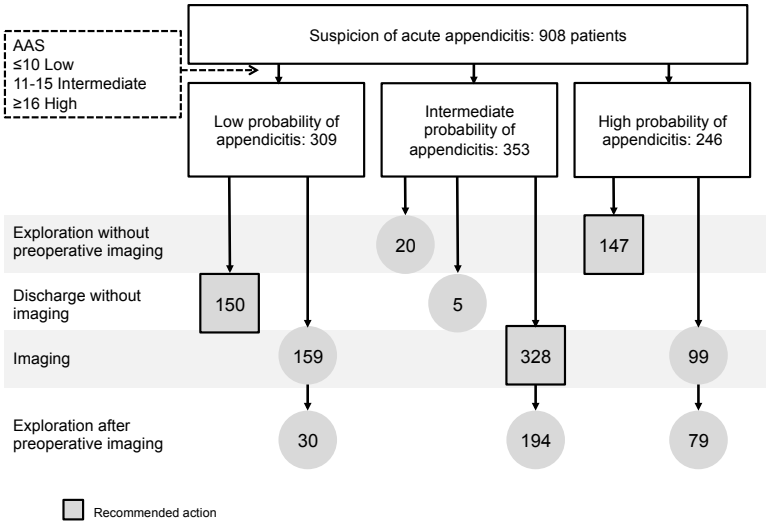 AAS
≤10 Low
11-15 Intermediate
≥16 High
Suspicion of acute appendicitis: 908 patients
Low probability of
appendicitis: 309
Intermediate
probability of
appendicitis: 353
High probability of
appendicitis: 246
Exploration without
preoperative imaging
20
147
Discharge without
imaging
150
5
Imaging
159
328
99
Exploration after
preoperative imaging
30
194
79
Recommended action